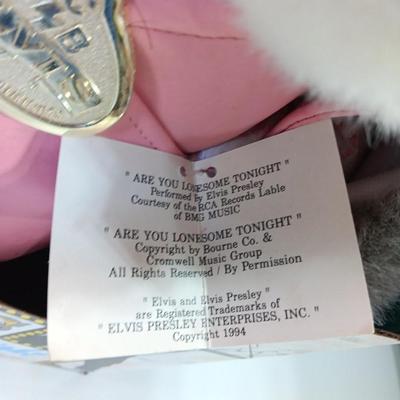 " ARE YOU LONESOME TONIGHT "
Performed by Elvis Presley
Courtesy of the RCA Records Lable
of BMG MUSIC
" ARE YOU LONESOME TONIGHT "
Copyright by Bourne Co. &
Cromwell Music Group
All Rights Reserved / By Permission
" Elvis and Elvis Presley "
are Registered Trademarks of
" ELVIS PRESLEY ENTERPRISES, INC. "
Copyright 1994